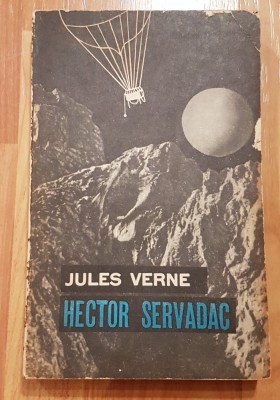 JULES VERNE
HECTOR SERVADAC